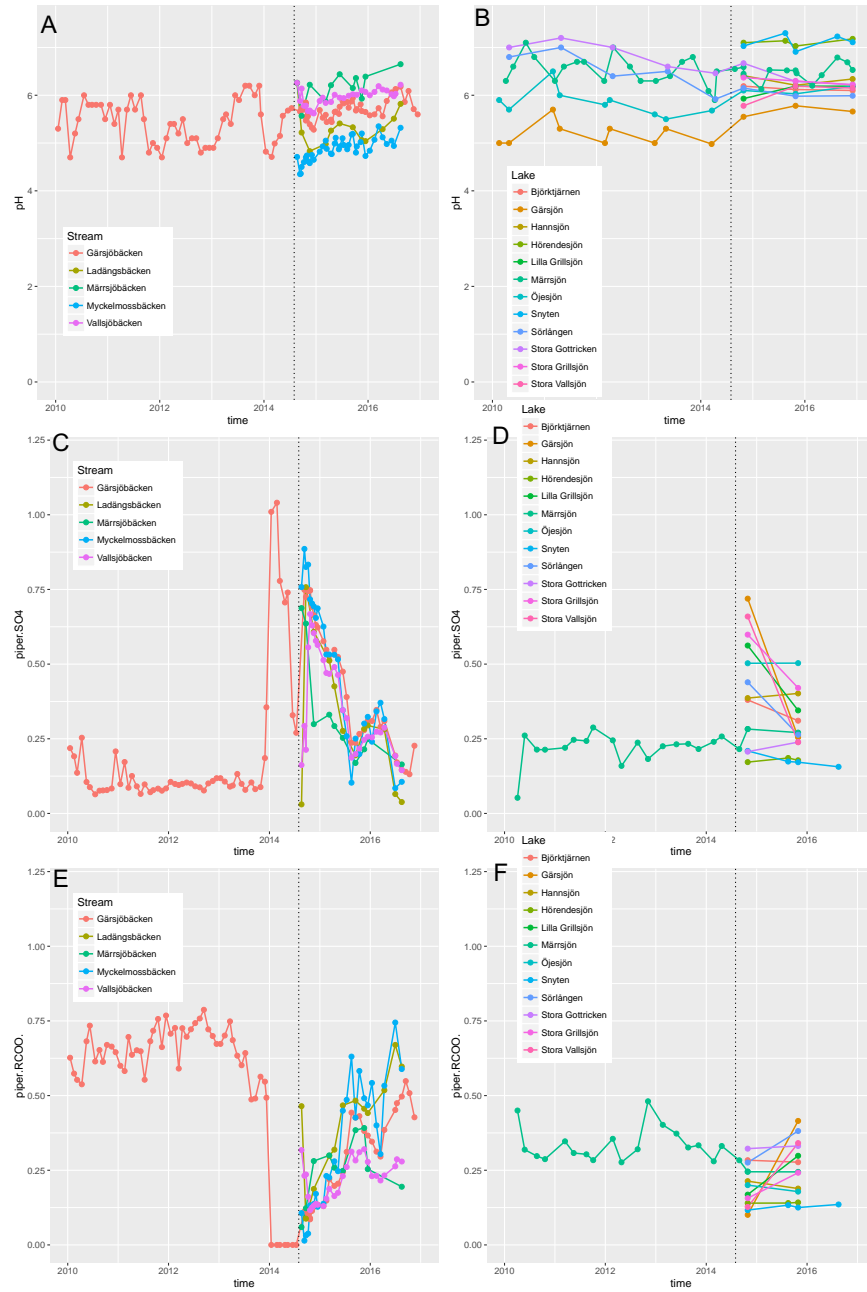 A
pH
6
4
2
0
Stream
Gärsjöbäcken
Ladängsbäcken
Märrsjöbäcken
Myckelmossbäcken
Vallsjöbäcken
2010
2012
2014
2016
time
B
pH
6
4
2
0
Lake
Björktjärnen
Gärsjön
Hannsjön
Hörendesjön
Lilla Grillsjön
Märrsjön
Öjesjön
Snyten
Sörlången
Stora Gottricken
Stora Grillsjön
Stora Vallsjön
2010
2012
2014
2016
time
C
piper.SO4
1.25
1.00
0.75
0.50
0.25
0.00
Stream
Gärsjöbäcken
Ladängsbäcken
Märrsjöbäcken
Myckelmossbäcken
Vallsjöbäcken
2010
2012
2014
2016
time
D
piper.SO4
1.25
1.00
0.75
0.50
0.25
0.00
Lake
Björktjärnen
Gärsjön
Hannsjön
Hörendesjön
Lilla Grillsjön
Märrsjön
Öjesjön
Snyten
Sörlången
Stora Gottricken
Stora Grillsjön
Stora Vallsjön
2010
2
2014
2016
time
E
piper.RCOO.
1.25
1.00
0.75
0.50
0.25
0.00
Stream
Gärsjöbäcken
Ladängsbäcken
Märrsjöbäcken
Myckelmossbäcken
Vallsjöbäcken
2010
2012
2014
2016
time
F
piper.RCOO.
1.25
1.00
0.75
0.50
0.25
0.00
Lake
Björktjärnen
Gärsjön
Hannsjön
Hörendesjön
Lilla Grillsjön
Märrsjön
Öjesjön
Snyten
Sörlången
Stora Gottricken
Stora Grillsjön
Stora Vallsjön
2010
2012
2014
2016
time